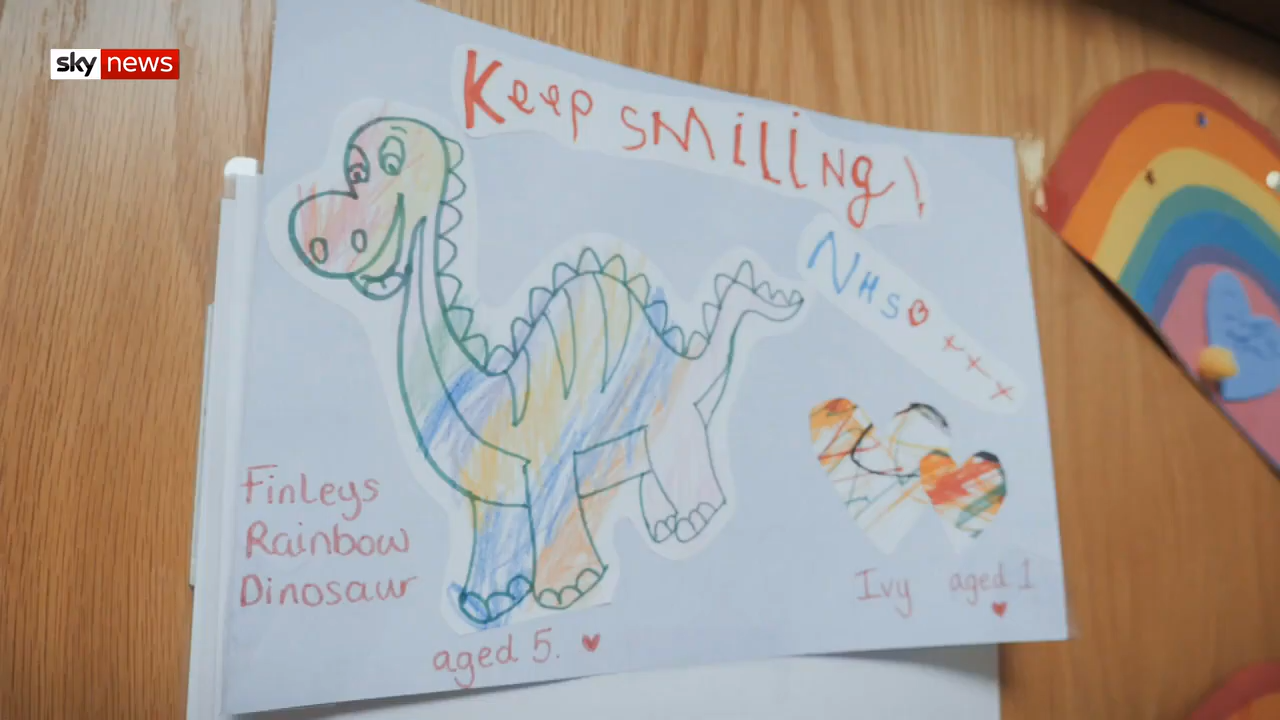 sky news
Keep smiling!
NHS
xxx
Finleys
Rainbow
Dinosaur
aged 5.
Ivy aged 1